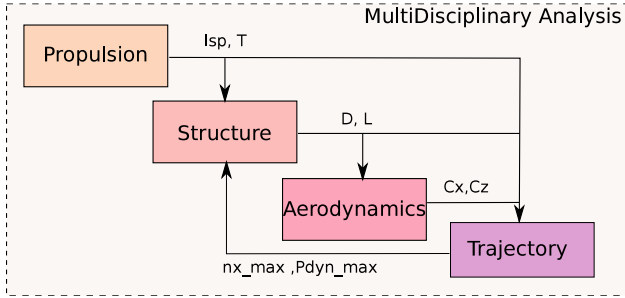 MultiDisciplinary Analysis
Propulsion
Isp, T
Structure
D, L
Aerodynamics
Cx,Cz
Trajectory
nx_max ,Pdyn_max